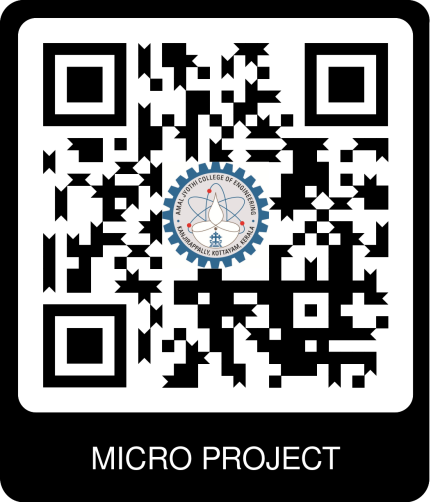 AMAL JYOTHI COLLEGE OF ENGINEERING
KANJIRAPPALLY, KOTTAYAM, KERALA
MICRO PROJECT